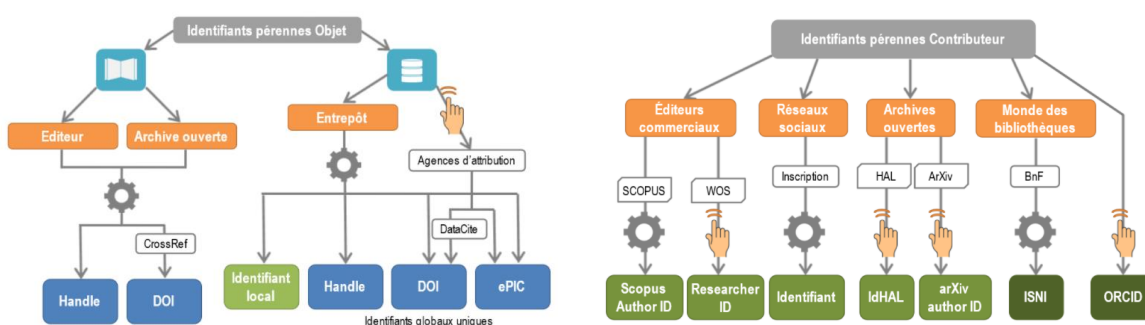 Identifiants pérennes Objet
Editeur
Archive ouverte
CrossRef
Handle
DOI
Entrepôt
Agences d'attribution
DataCite
Identifiant
local
Handle
DOI
ePIC
Identifiants globaux uniques
Identifiants pérennes Contributeur
Éditeurs
commerciaux
Réseaux
sociaux
Archives
ouvertes
Monde des
bibliothèques
SCOPUS
WOS
Inscription
HAL
ArXiv
BnF
Scopus
Author ID
Researcher
ID
Identifiant
IdHAL
arXiv
author ID
ISNI
ORCID